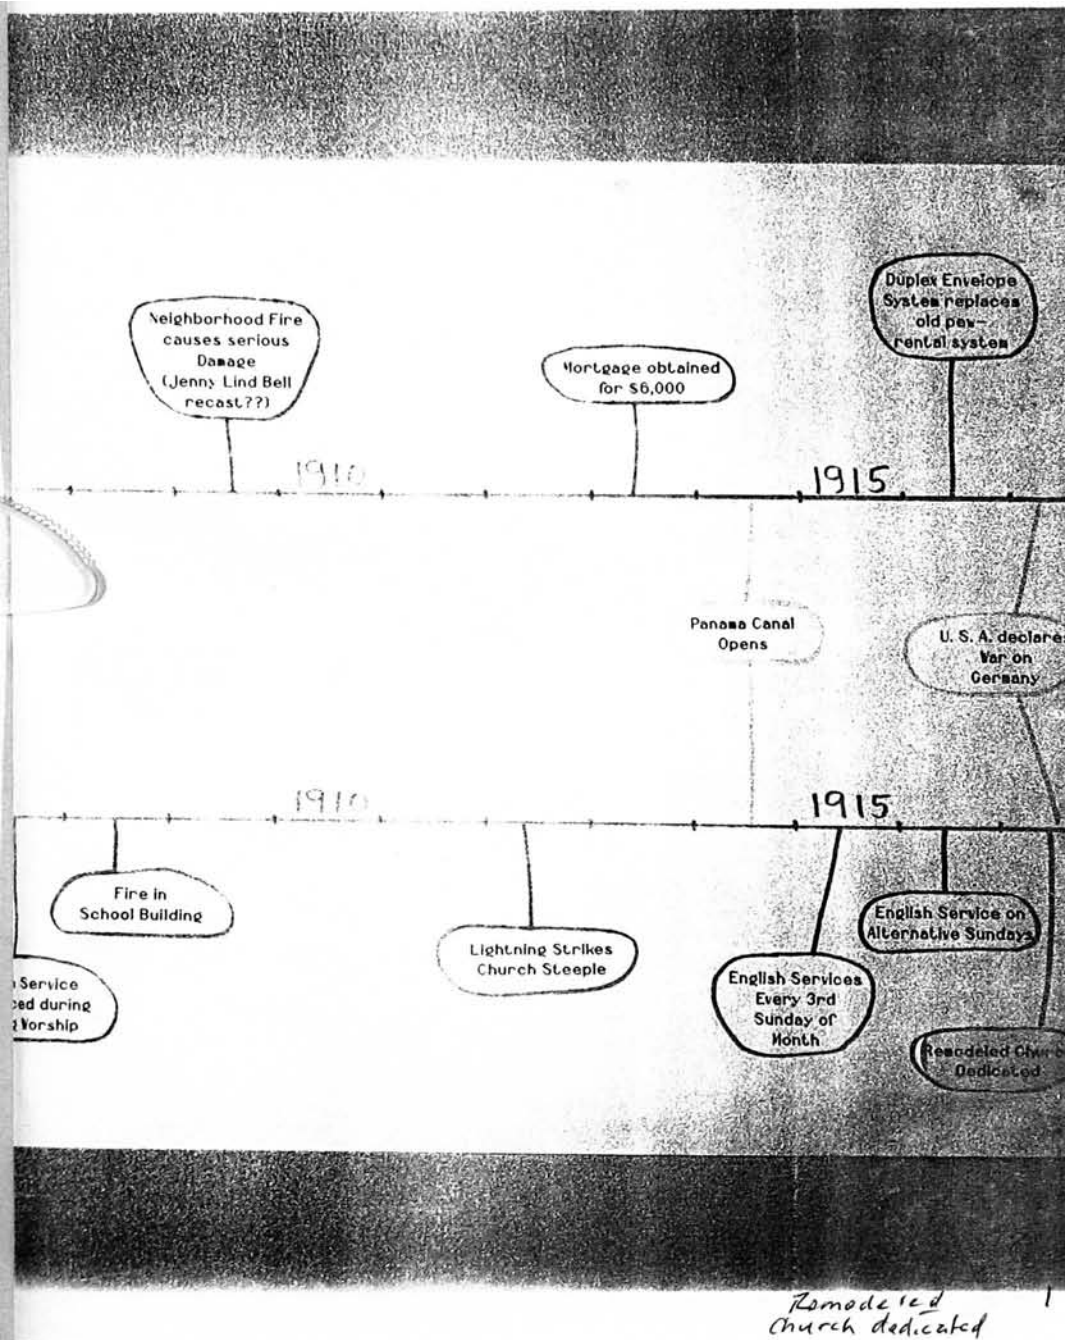 Neighborhood Fire
causes serious
Damage
(Jenny Lind Bell
recast??)
Mortgage obtained
for $6,000
Duplex Envelope
System replaces
old pew-
rental system
1910
1915
Panama Canal
Opens
U. S. A. declare
War on
Germany
1910
1915
Fire in
School Building
Service
ced during
Worship
Lightning Strikes
Church Steeple
English Services
Every 3rd
Sunday of
Month
English Service on
Alternative Sundays
Remodeled Churc
Dedicated
Remodeled
church dedicated